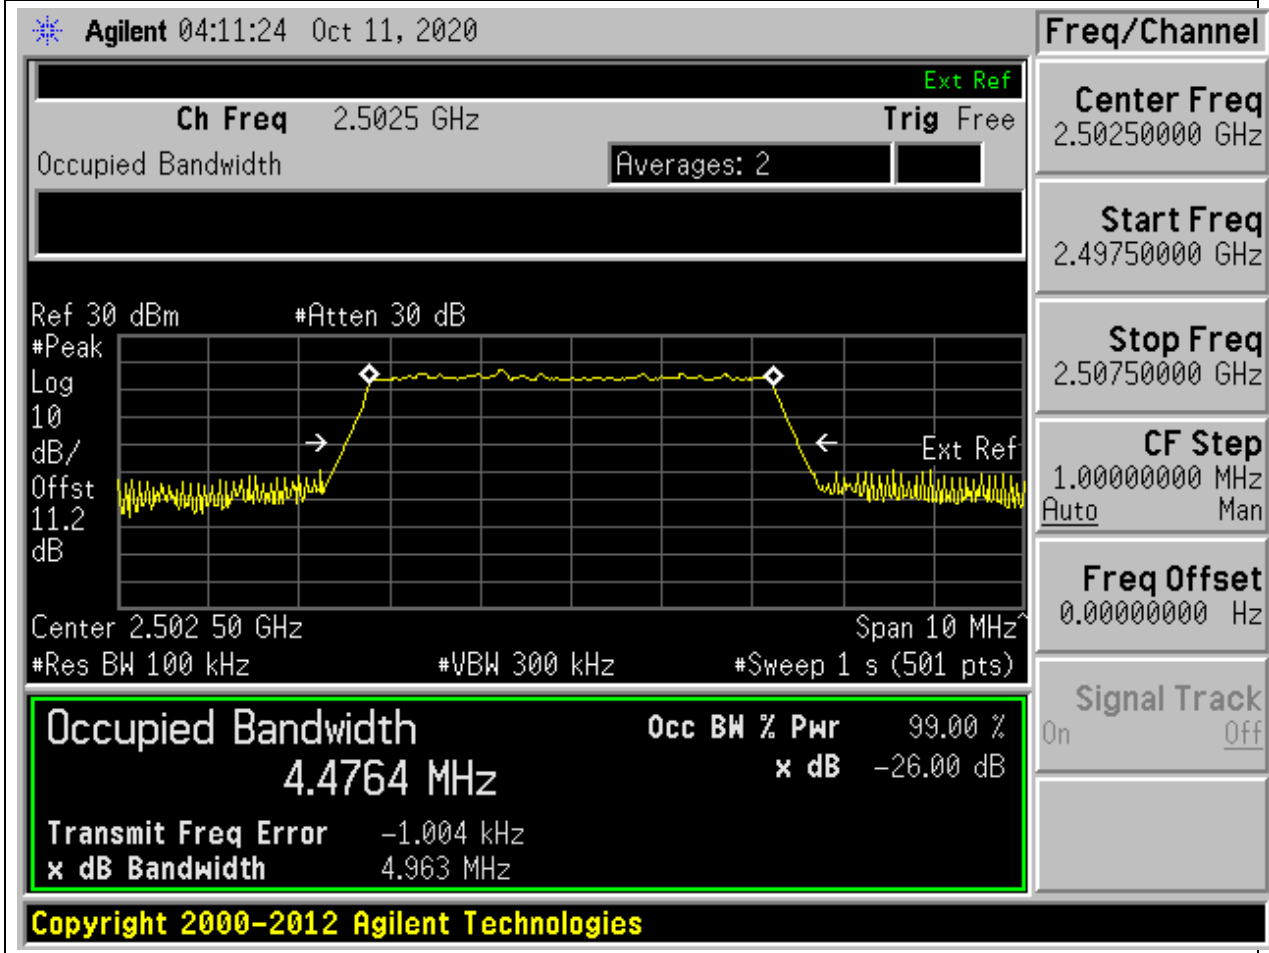 Agilent 04:11:24 Oct 11, 2020
Freq/Channel
Ext Ref
Ch Freq 2.5025 GHz Trig Free
Occupied Bandwidth Averages: 2
Center Freq
2.50250000 GHz
Start Freq
2.49750000 GHz
Stop Freq
2.50750000 GHz
CF Step
1.00000000 MHz
Auto Man
Freq Offset
0.00000000 Hz
Signal Track
On Off
Ref 30 dBm #Atten 30 dB
#Peak
Log
10
dB/
Offst
11.2
dB
Ext Ref
Center 2.502 50 GHz Span 10 MHz^
#Res BW 100 kHz #VBW 300 kHz #Sweep 1 s (501 pts)
Occupied Bandwidth Occ BW % Pwr 99.00 %
4.4764 MHz x dB -26.00 dB
Transmit Freq Error -1.004 kHz
x dB Bandwidth 4.963 MHz
Copyright 2000-2012 Agilent Technologies